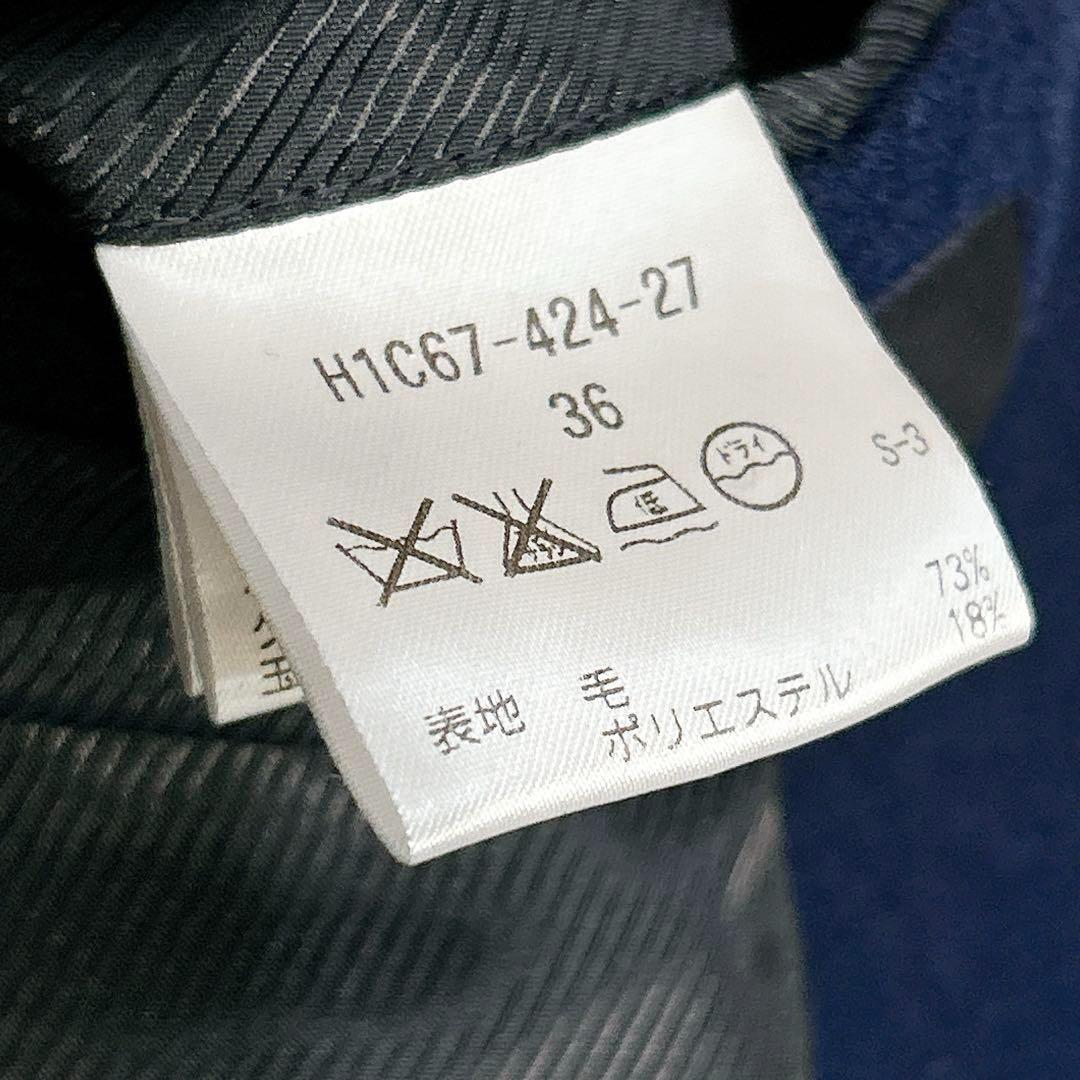 H1C67-424-27
36
ドライ
S-3
表地 毛 73%
ポリエステル 18%